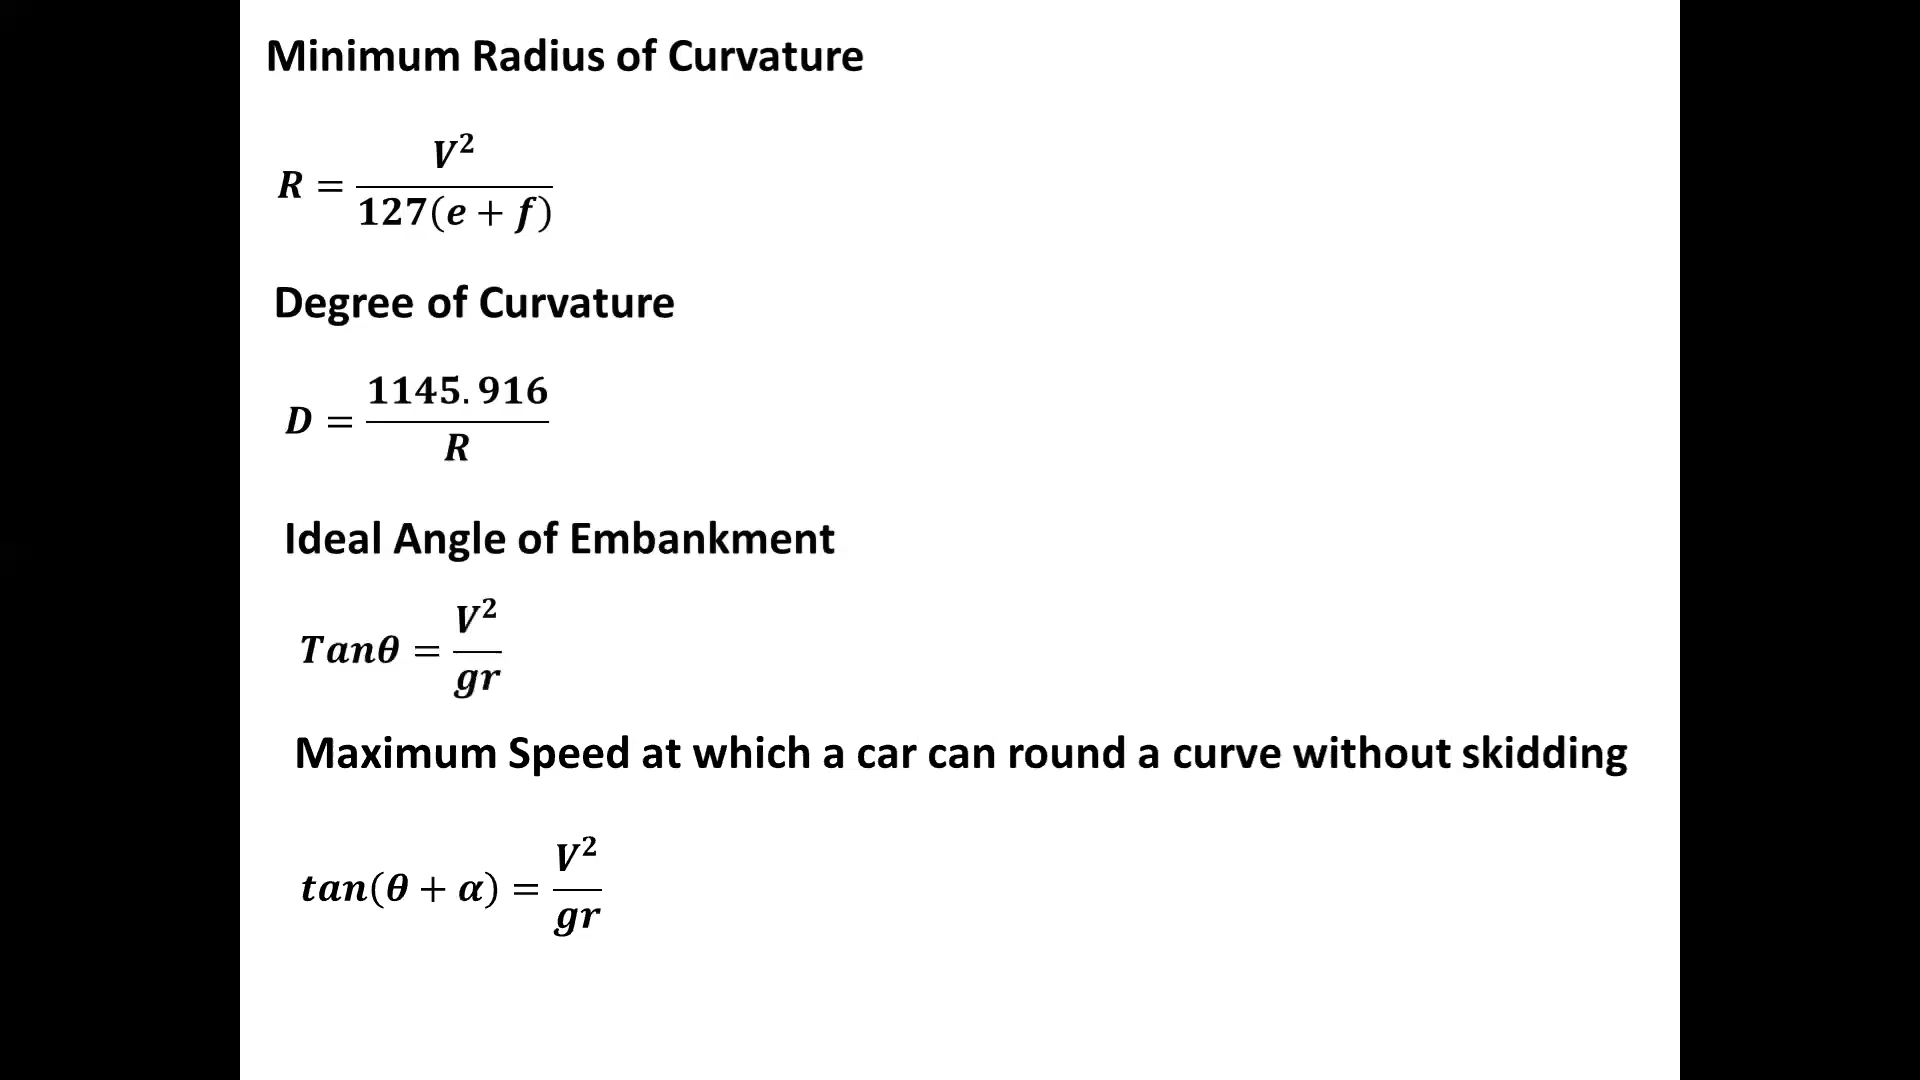 Minimum Radius of Curvature
R = V²/127(e + f)
Degree of Curvature
D = 1145.916/R
Ideal Angle of Embankment
Tanθ = V²/gr
Maximum Speed at which a car can round a curve without skidding
tan(θ + α) = V²/gr